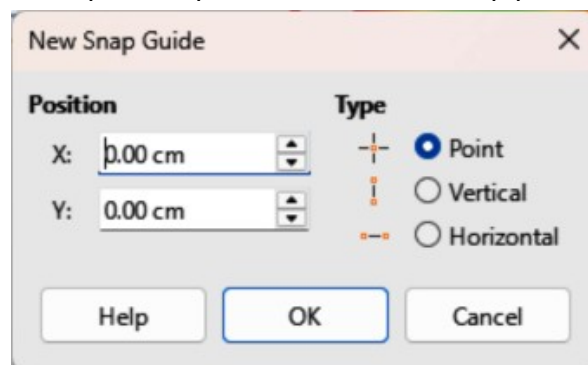 New Snap Guide
Position
Type
X: 0.00 cm
Point
Y: 0.00 cm
Vertical
Horizontal
Help
OK
Cancel